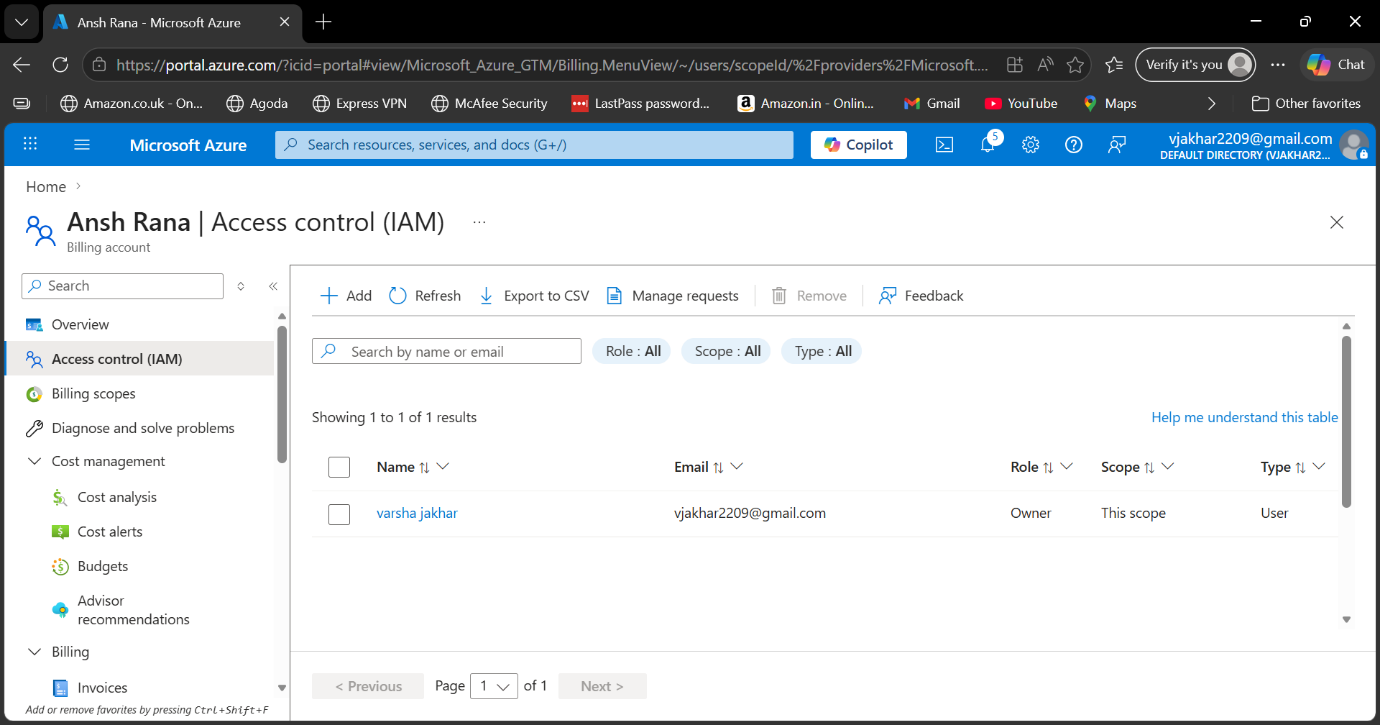 Ansh Rana - Microsoft Azure
https://portal.azure.com/?icid=portal#view/Microsoft_Azure_GTM/Billing.MenuView/~/users/scopeId/%2Fproviders%2FMicrosoft....
Verify it's you
Chat
Amazon.co.uk - On...
Agoda
Express VPN
McAfee Security
LastPass password...
Amazon.in - Onlin...
Gmail
YouTube
Maps
Other favorites
Microsoft Azure
Search resources, services, and docs (G+/)
Copilot
5
vjakhar2209@gmail.com
DEFAULT DIRECTORY (VJAKHAR2...
Home
Ansh Rana | Access control (IAM)
Billing account
Search
Overview
Access control (IAM)
Billing scopes
Diagnose and solve problems
Cost management
Cost analysis
Cost alerts
Budgets
Advisor
recommendations
Billing
Invoices
Add or remove favorites by pressing Ctrl+Shift+F
Add Refresh Export to CSV Manage requests Remove Feedback
Search by name or email Role : All Scope : All Type : All
Showing 1 to 1 of 1 results Help me understand this table
Name Email Role Scope Type
varsha jakhar vjakhar2209@gmail.com Owner This scope User
< Previous Page 1 of 1 Next >